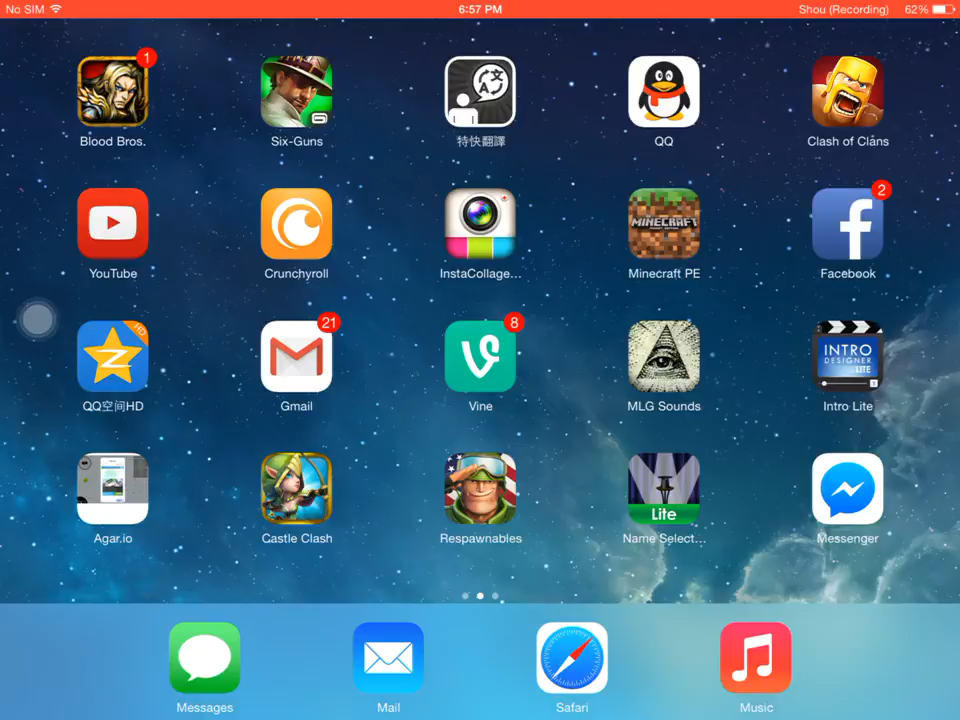 No SIM 6:57 PM Shou (Recording) 62%
1
Blood Bros. Six-Guns 特快翻譯 QQ Clash of Clans
MINECRAFT
2
YouTube Crunchyroll InstaCollage... Minecraft PE Facebook
HD
21
8
INTRO
DESIGNER
LITE
QQ空间HD Gmail Vine MLG Sounds Intro Lite
Lite
Agar.io Castle Clash Respawnables Name Select... Messenger
Messages Mail Safari Music